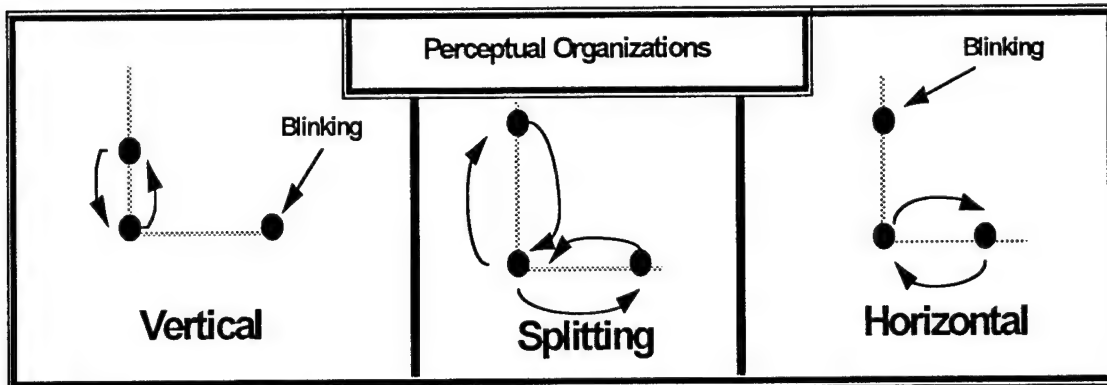 Perceptual Organizations
Blinking
Vertical
Splitting
Blinking
Horizontal